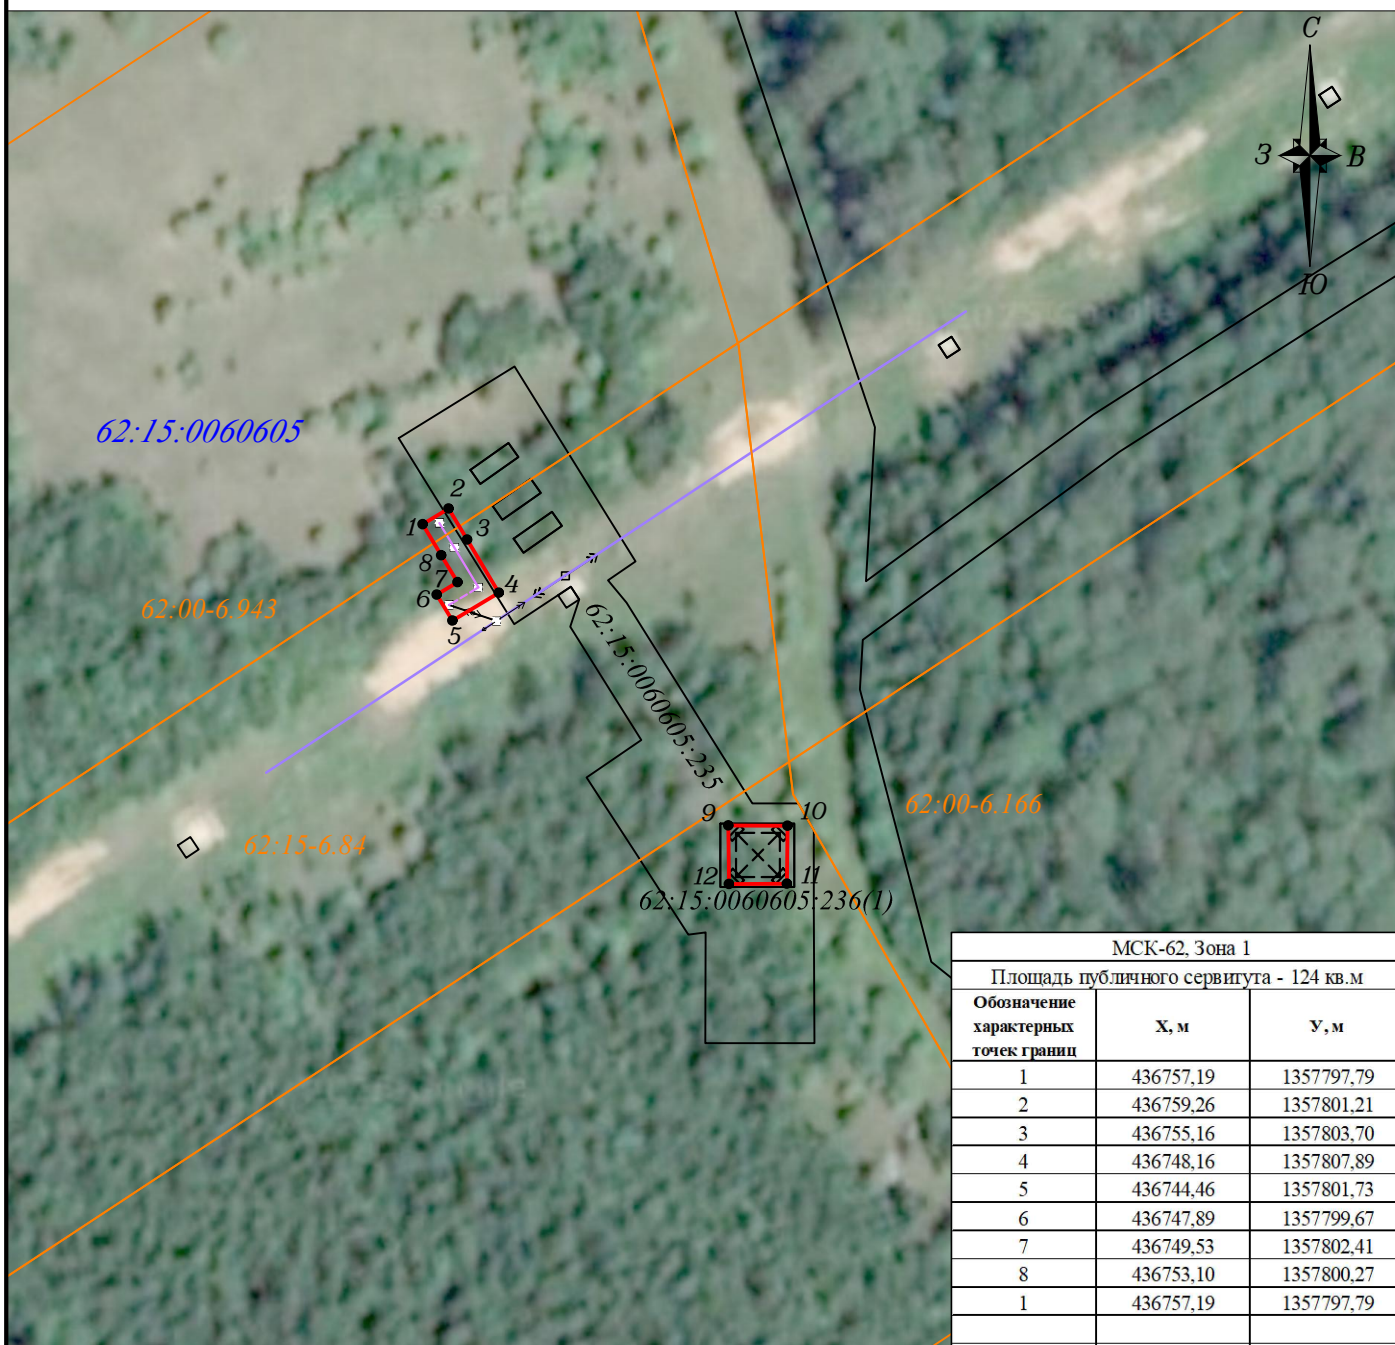 С
З В
Ю
62:15:0060605
2
1
3
8
7
4
6
5
62:00-6.943
62:15:0060605:235
62:00-6.166
9
10
62:15-6.84
12
11
62:15:0060605:236(1)
МСК-62, Зона 1
Площадь публичного сервитута - 124 кв.м
Обозначение
характерных
точек границ
Х, м
У, м
1 436757,19 1357797,79
2 436759,26 1357801,21
3 436755,16 1357803,70
4 436748,16 1357807,89
5 436744,46 1357801,73
6 436747,89 1357799,67
7 436749,53 1357802,41
8 436753,10 1357800,27
1 436757,19 1357797,79